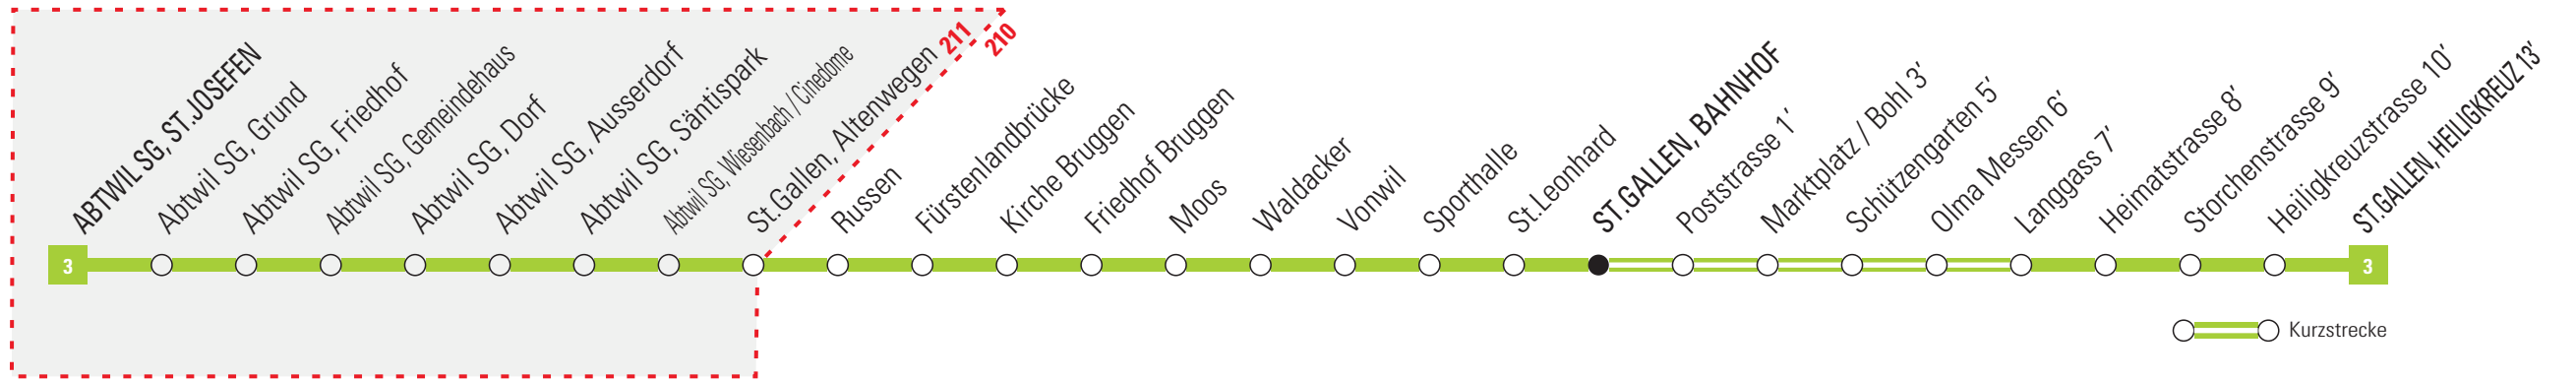 ABTWIL SG, ST.JOSEFEN
Abtwil SG, Grund
Abtwil SG, Friedhof
Abtwil SG, Gemeindehaus
Abtwil SG, Dorf
Abtwil SG, Ausserdorf
Abtwil SG, Säntispark
Abtwil SG, Wiesenbach / Cinedome
St.Gallen, Altenwegen
211
210
Russen
Fürstenlandbrücke
Kirche Bruggen
Friedhof Bruggen
Moos
Waldacker
Vonwil
Sporthalle
St.Leonhard
ST.GALLEN, BAHNHOF
Poststrasse 1′
Marktplatz / Bohl 3′
Schützengarten 5′
Olma Messen 6′
Langgass 7′
Heimatstrasse 8′
Storchenstrasse 9′
Heiligkreuzstrasse 10′
ST.GALLEN, HEILIGKREUZ 13′
3
3
Kurzstrecke